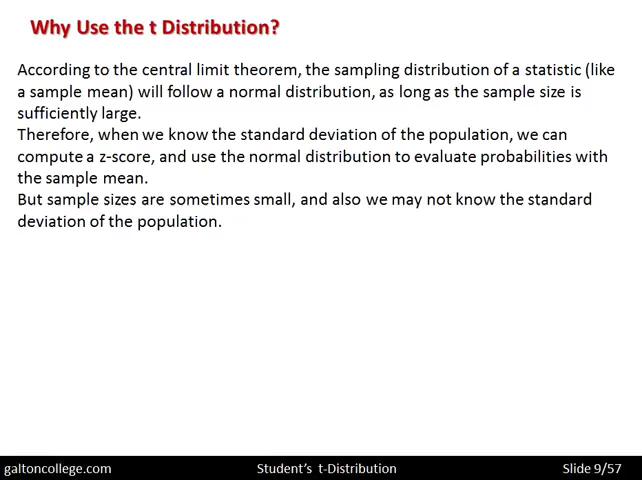 Why Use the t Distribution?
According to the central limit theorem, the sampling distribution of a statistic (like
a sample mean) will follow a normal distribution, as long as the sample size is
sufficiently large.
Therefore, when we know the standard deviation of the population, we can
compute a z-score, and use the normal distribution to evaluate probabilities with
the sample mean.
But sample sizes are sometimes small, and also we may not know the standard
deviation of the population.
galtoncollege.com Student’s t-Distribution Slide 9/57